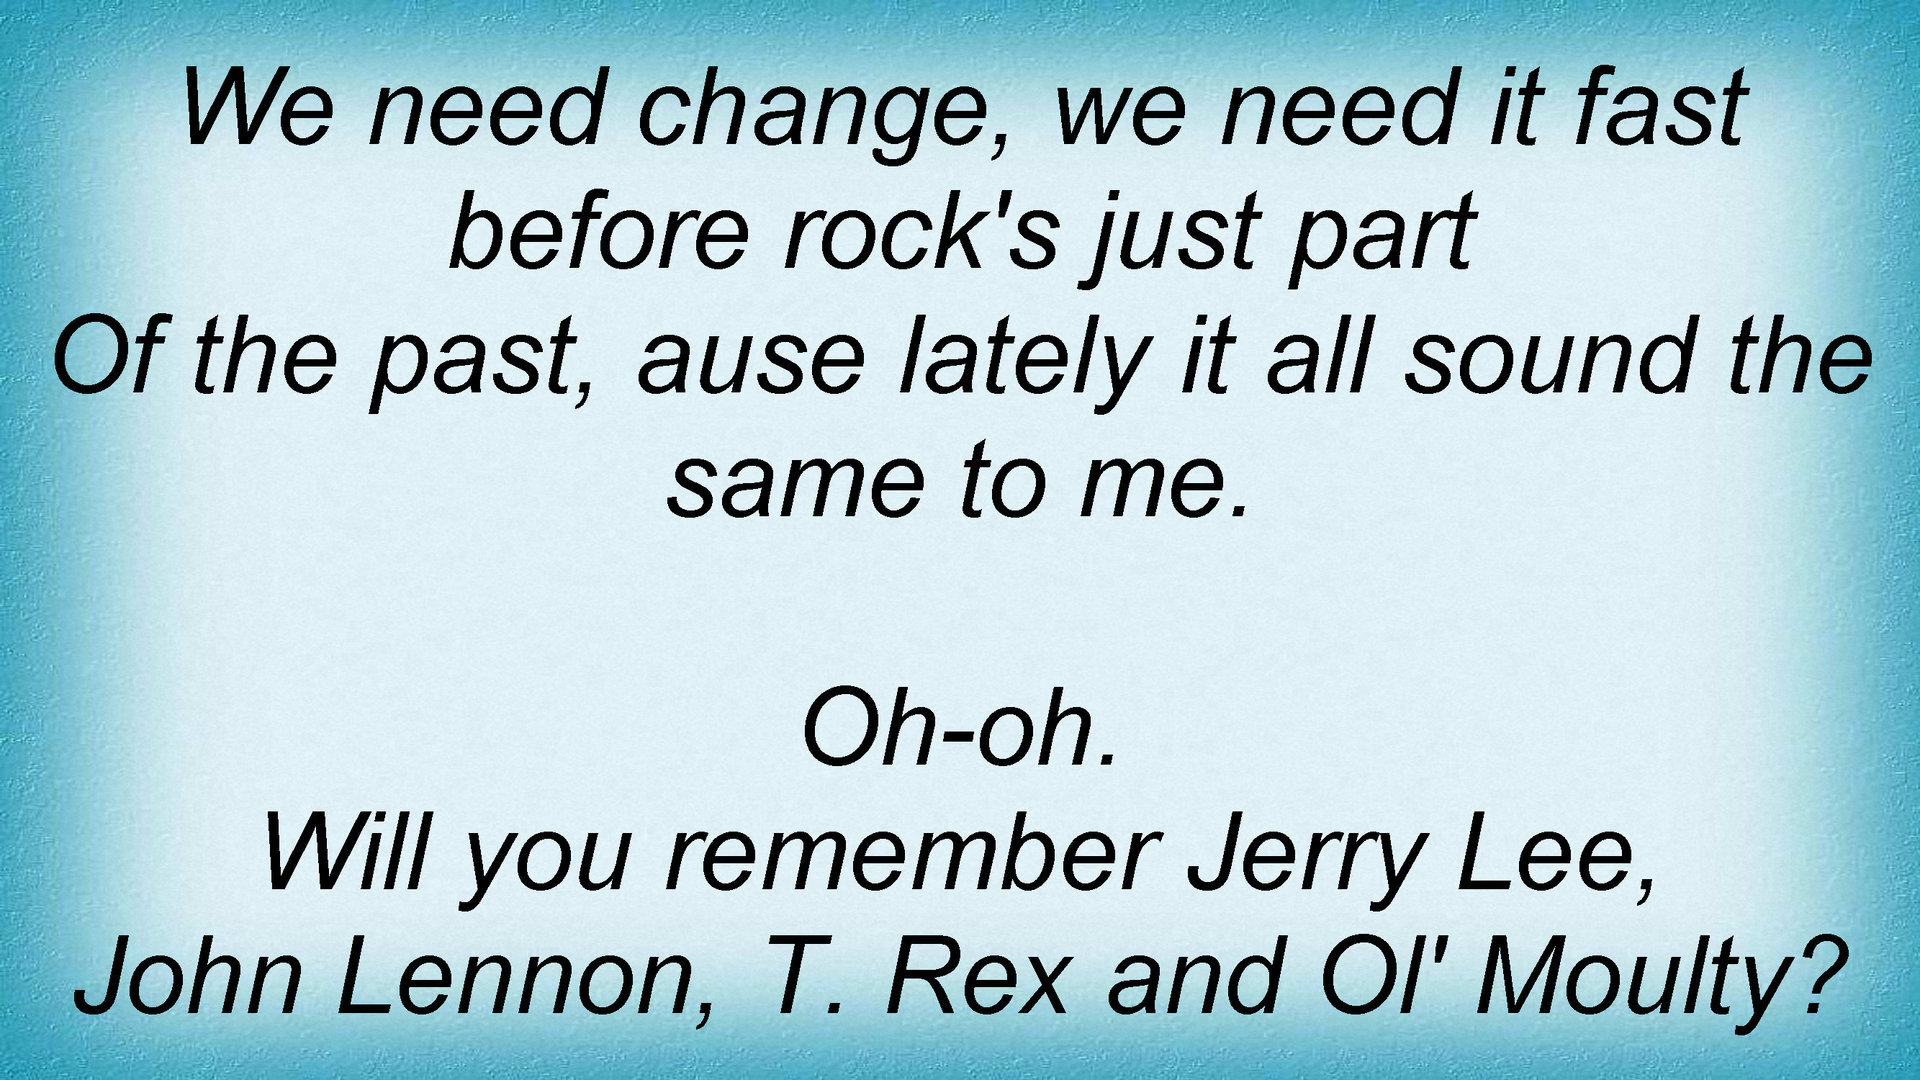 We need change, we need it fast
before rock's just part
Of the past, ause lately it all sound the
same to me.
Oh-oh.
Will you remember Jerry Lee,
John Lennon, T. Rex and Ol' Moulty?